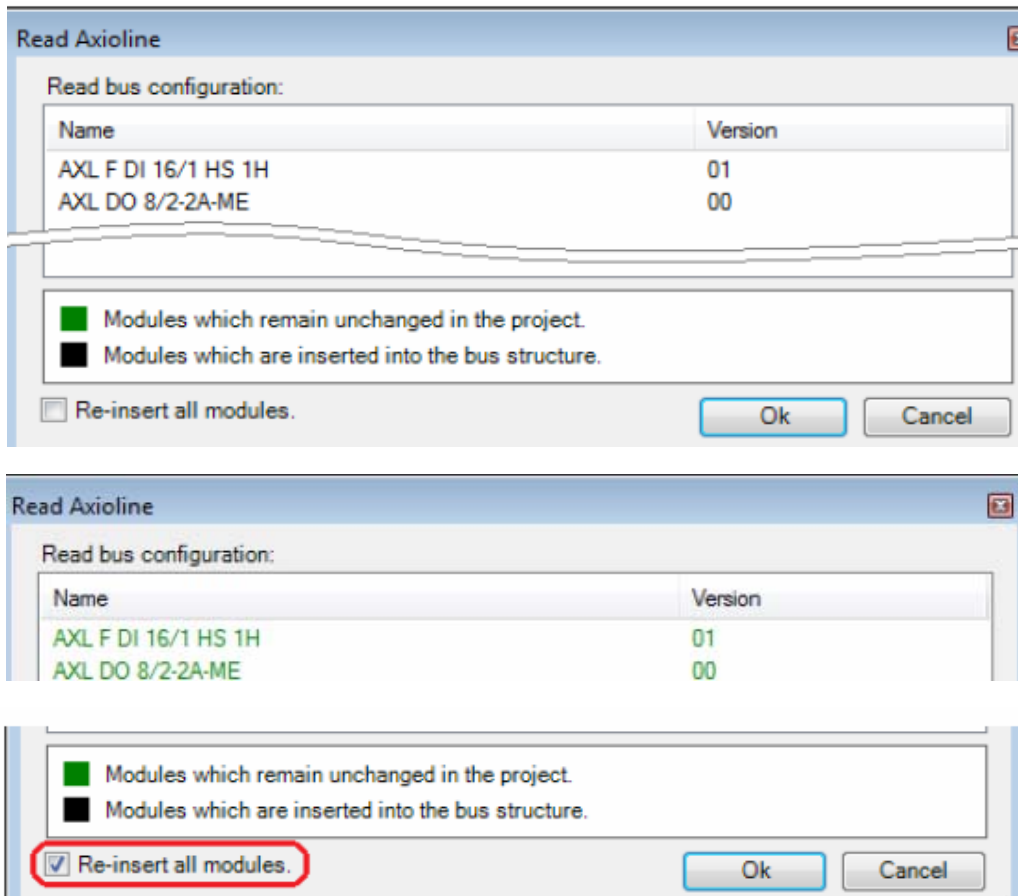 Read Axioline
Read bus configuration:
Name Version
AXL F DI 16/1 HS 1H 01
AXL DO 8/2-2A-ME 00
Modules which remain unchanged in the project.
Modules which are inserted into the bus structure.
Re-insert all modules. Ok Cancel
Read Axioline
Read bus configuration:
Name Version
AXL F DI 16/1 HS 1H 01
AXL DO 8/2-2A-ME 00
Modules which remain unchanged in the project.
Modules which are inserted into the bus structure.
Re-insert all modules. Ok Cancel